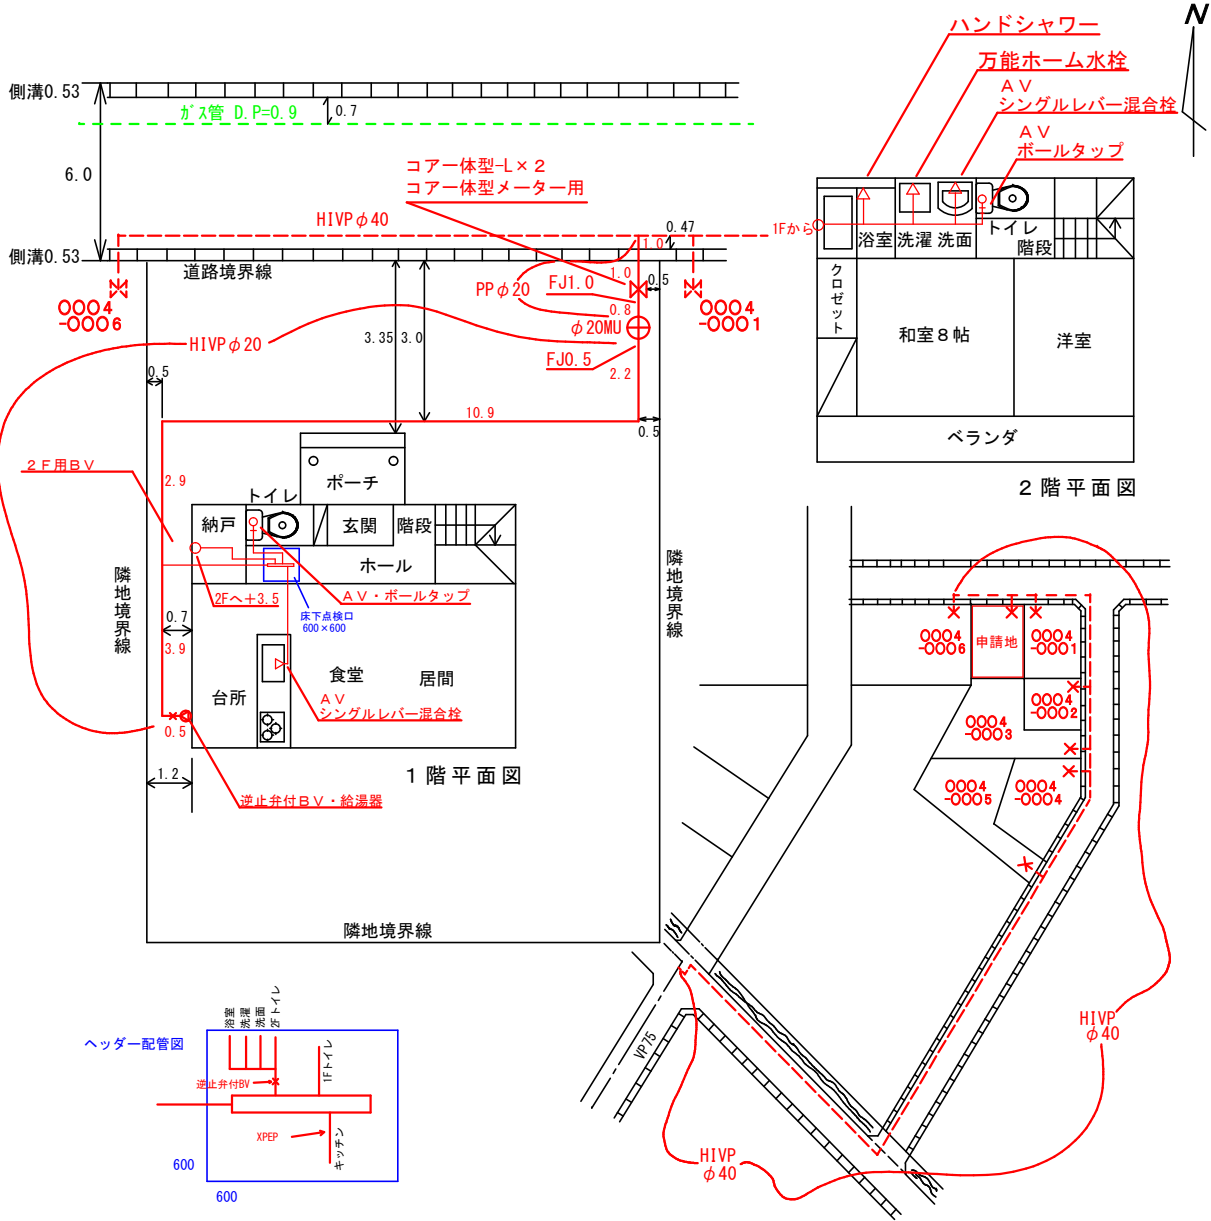 N
ハンドシャワー
万能ホーム水栓
AV
シングルレバー混合栓
AV
ボールタップ
側溝0.53
ガス管 D.P=0.9
0.7
6.0
コア一体型-L×2
コア一体型メーター用
HIVPφ40
0.47
1.0
側溝0.53
道路境界線
1.0
0.5
PPφ20
FJ1.0
0.8
0004
-0006
0004
-0001
φ20MU
HIVPφ20
3.35
3.0
FJ0.5
2.2
0.5
10.9
0.5
1Fから
浴室
洗濯
洗面
トイレ
階段
クロゼット
和室8帖
洋室
ベランダ
2階平面図
2F用BV
2.9
ポーチ
トイレ
納戸
玄関
階段
ホール
隣地境界線
隣地境界線
2Fへ+3.5
AV・ボールタップ
床下点検口
600×600
0.7
3.9
食堂
居間
台所
AV
シングルレバー混合栓
0.5
1.2
1階平面図
逆止弁付BV・給湯器
隣地境界線
0004
-0006
申請地
0004
-0001
0004
-0002
0004
-0003
0004
-0005
0004
-0004
HIVP
φ40
VP75
HIVP
φ40
ヘッダー配管図
浴室
洗濯
洗面
2Fトイレ
1Fトイレ
逆止弁付BV
XPEP
キッチン
600
600